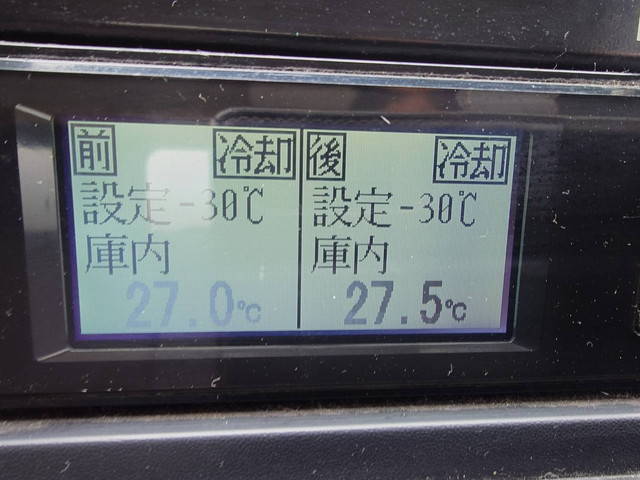 前 冷却
設定-30℃
庫内
27.0℃
後 冷却
設定-30℃
庫内
27.5℃